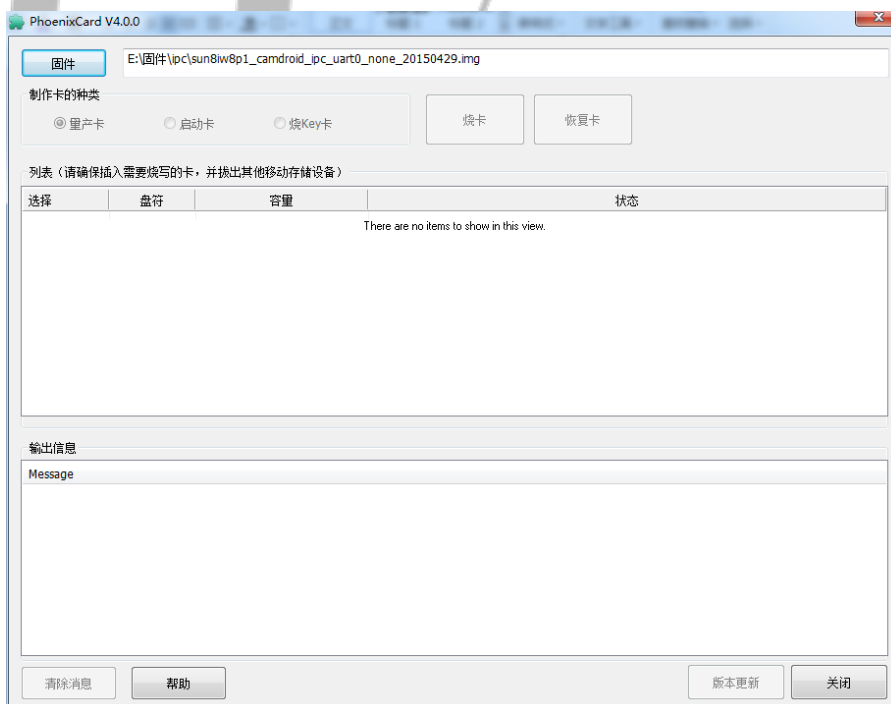 PhoenixCard V4.0.0
固件
E:\固件\ipc\sun8iw8p1_camdroid_ipc_uart0_none_20150429.img
制作卡的种类
量产卡 启动卡 烧Key卡
烧卡 恢复卡
列表（请确保插入需要烧写的卡，并拔出其他移动存储设备）
选择 盘符 容量 状态
There are no items to show in this view.
输出信息
Message
清除消息 帮助 版本更新 关闭